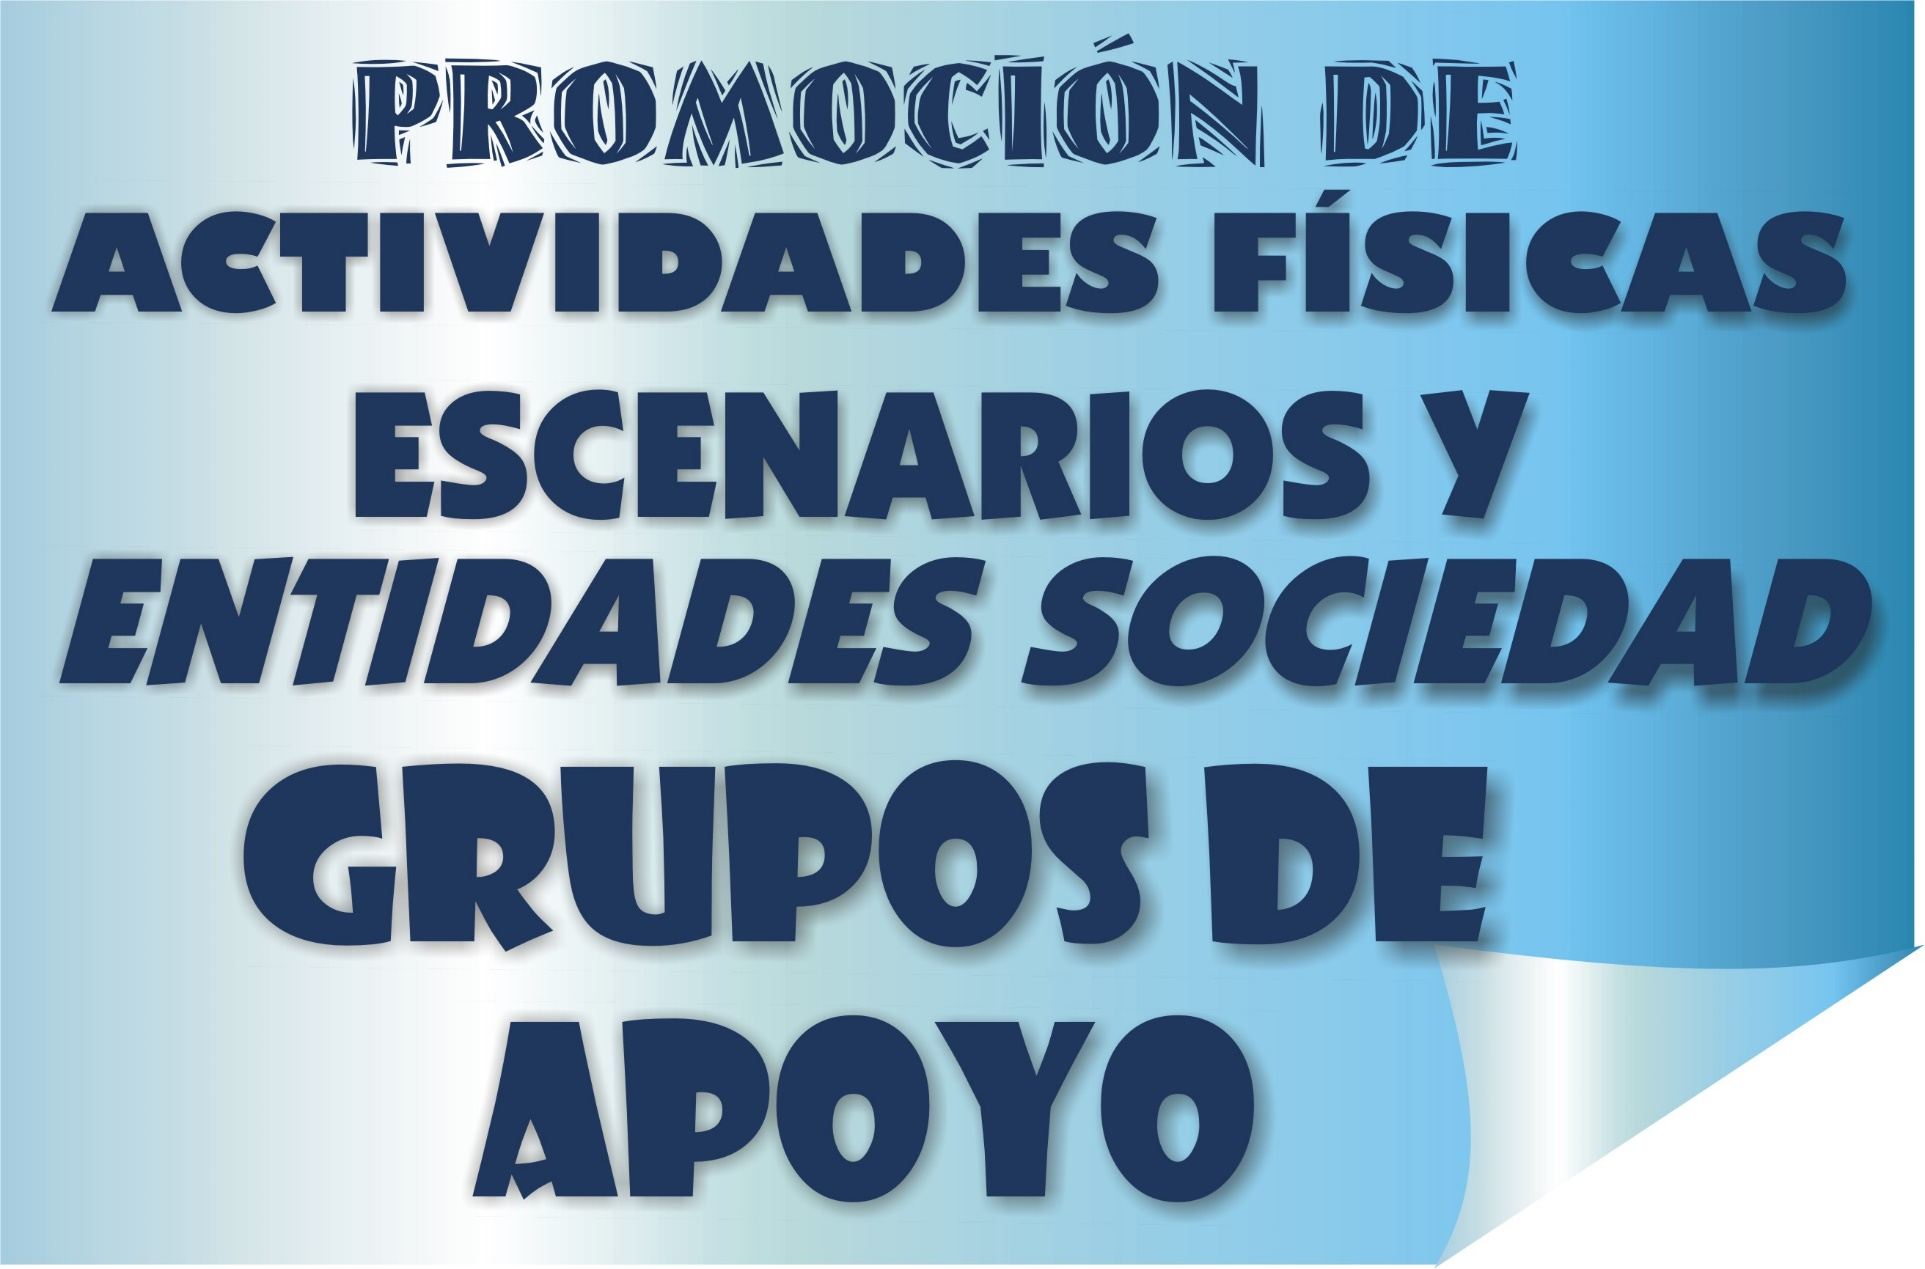 PROMOCIÓN DE
ACTIVIDADES FÍSICAS
ESCENARIOS Y
ENTIDADES SOCIEDAD
GRUPOS DE
APOYO